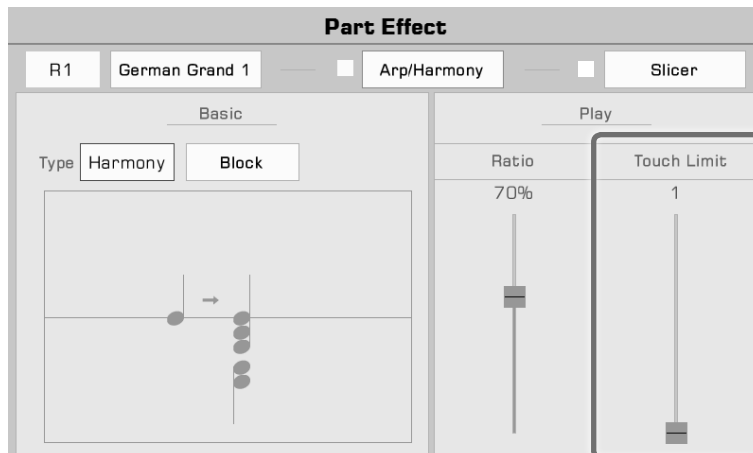 Part Effect
R1 German Grand 1 Arp/Harmony Slicer
Basic
Type Harmony Block
Play
Ratio Touch Limit
70% 1